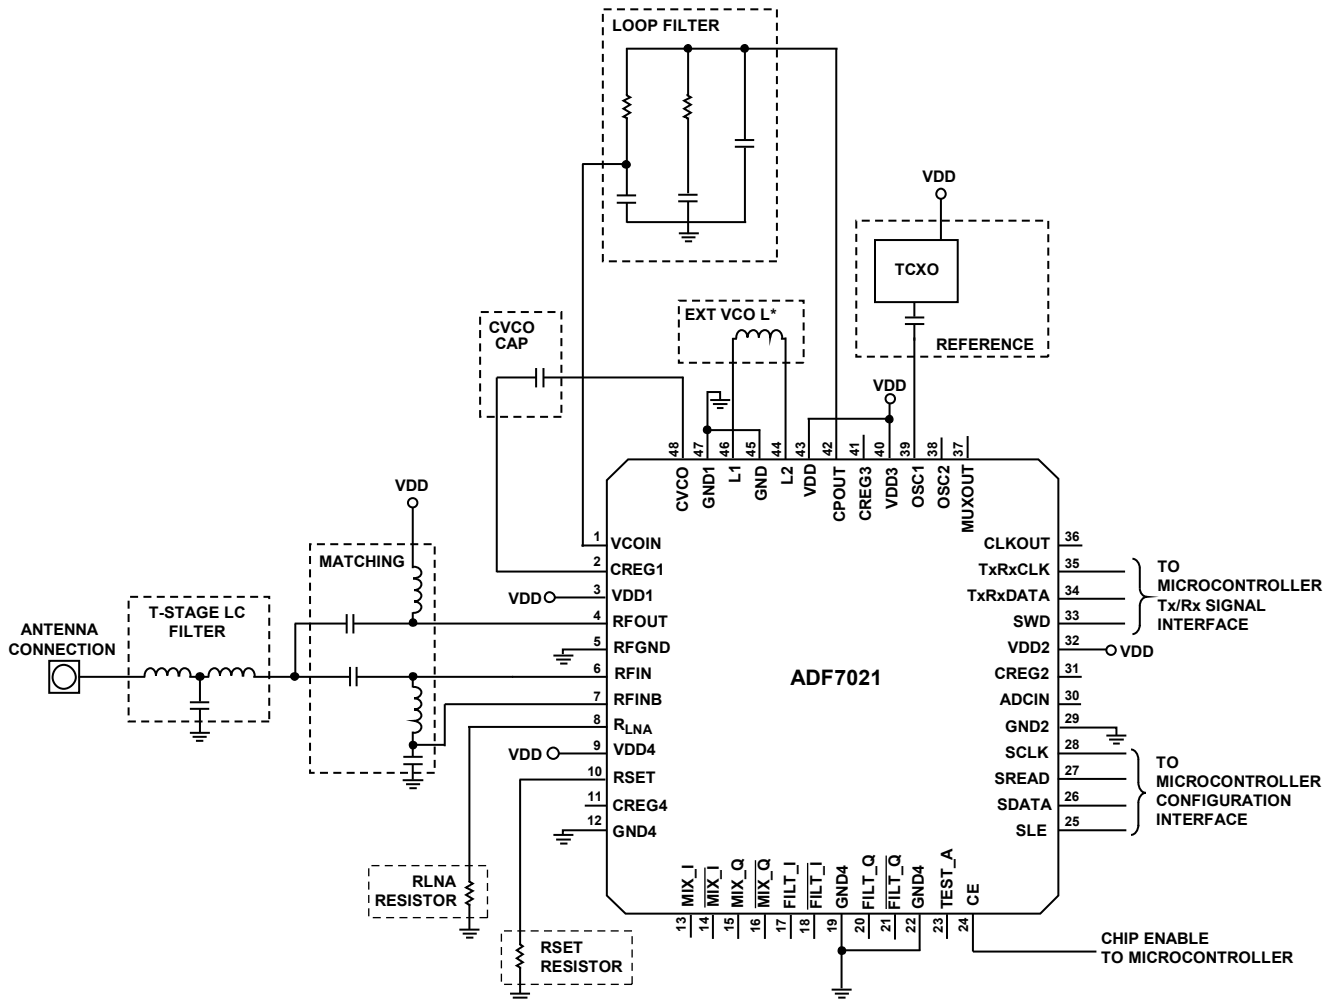 LOOP FILTER
VDD
TCXO
REFERENCE
EXT VCO L*
CVCO
CAP
VDD
48
47
46
45
44
43
42
41
40
39
38
37
CVCO
GND1
L1
GND
L2
VDD
CPOUT
CREG3
VDD3
OSC1
OSC2
MUXOUT
VDD
MATCHING
T-STAGE LC
FILTER
ANTENNA
CONNECTION
1 VCOIN
2 CREG1
VDD 3 VDD1
4 RFOUT
5 RFGND
6 RFIN
7 RFINB
8 RLNA
VDD 9 VDD4
10 RSET
11 CREG4
12 GND4
ADF7021
CLKOUT 36
TxRxCLK 35
TxRxDATA 34
SWD 33
VDD2 32 VDD
CREG2 31
ADCIN 30
GND2 29
SCLK 28
SREAD 27
SDATA 26
SLE 25
TO
MICROCONTROLLER
Tx/Rx SIGNAL
INTERFACE
TO
MICROCONTROLLER
CONFIGURATION
INTERFACE
MIX_I
MIX_I
MIX_Q
MIX_Q
FILT_I
FILT_I
GND4
FILT_Q
FILT_Q
GND4
TEST_A
CE
13
14
15
16
17
18
19
20
21
22
23
24
RLNA
RESISTOR
RSET
RESISTOR
CHIP ENABLE
TO MICROCONTROLLER